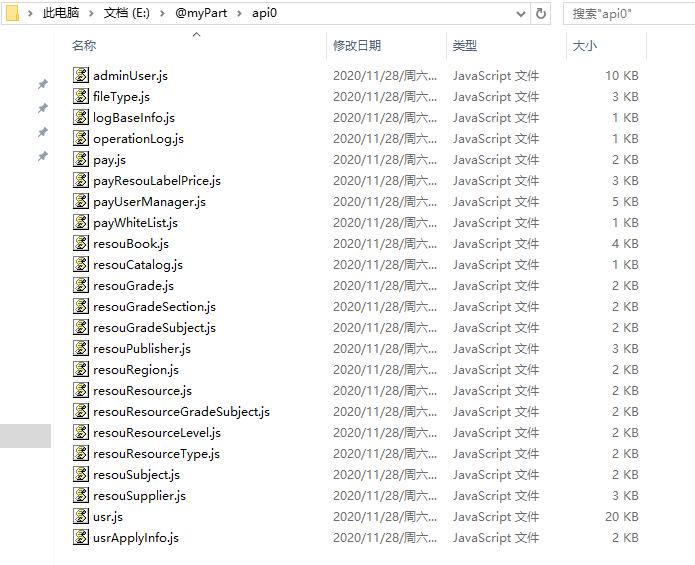 此电脑 文档 (E:) @myPart api0 搜索"api0"
名称 修改日期 类型 大小
adminUser.js 2020/11/28/周六... JavaScript 文件 10 KB
fileType.js 2020/11/28/周六... JavaScript 文件 3 KB
logBaseInfo.js 2020/11/28/周六... JavaScript 文件 1 KB
operationLog.js 2020/11/28/周六... JavaScript 文件 1 KB
pay.js 2020/11/28/周六... JavaScript 文件 2 KB
payResouLabelPrice.js 2020/11/28/周六... JavaScript 文件 3 KB
payUserManager.js 2020/11/28/周六... JavaScript 文件 5 KB
payWhiteList.js 2020/11/28/周六... JavaScript 文件 1 KB
resouBook.js 2020/11/28/周六... JavaScript 文件 4 KB
resouCatalog.js 2020/11/28/周六... JavaScript 文件 1 KB
resouGrade.js 2020/11/28/周六... JavaScript 文件 2 KB
resouGradeSection.js 2020/11/28/周六... JavaScript 文件 2 KB
resouGradeSubject.js 2020/11/28/周六... JavaScript 文件 2 KB
resouPublisher.js 2020/11/28/周六... JavaScript 文件 3 KB
resouRegion.js 2020/11/28/周六... JavaScript 文件 2 KB
resouResource.js 2020/11/28/周六... JavaScript 文件 2 KB
resouResourceGradeSubject.js 2020/11/28/周六... JavaScript 文件 2 KB
resouResourceLevel.js 2020/11/28/周六... JavaScript 文件 2 KB
resouResourceType.js 2020/11/28/周六... JavaScript 文件 2 KB
resouSubject.js 2020/11/28/周六... JavaScript 文件 2 KB
resouSupplier.js 2020/11/28/周六... JavaScript 文件 3 KB
usr.js 2020/11/28/周六... JavaScript 文件 20 KB
usrApplyInfo.js 2020/11/28/周六... JavaScript 文件 2 KB